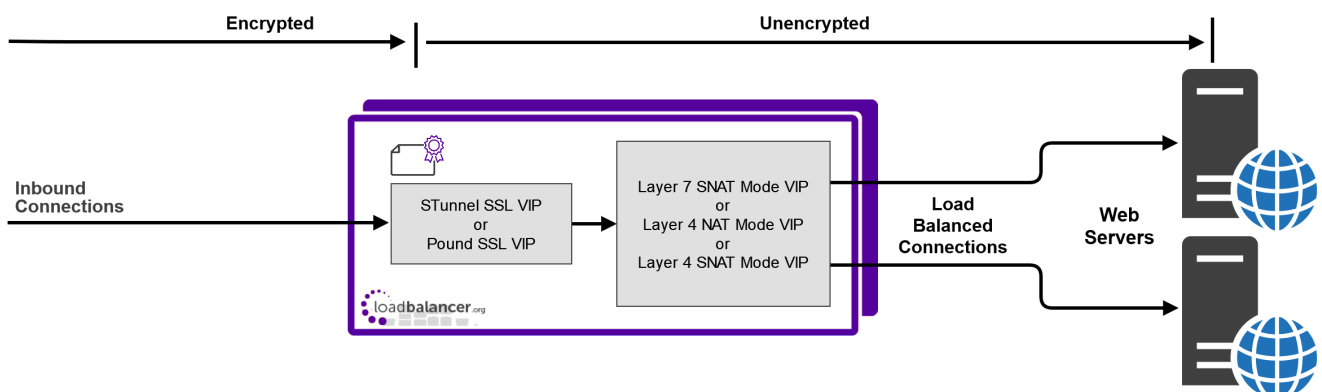 Encrypted
Unencrypted
Inbound
Connections
STunnel SSL VIP
or
Pound SSL VIP
Layer 7 SNAT Mode VIP
or
Layer 4 NAT Mode VIP
or
Layer 4 SNAT Mode VIP
Load
Balanced
Connections
Web
Servers
loadbalancer.org